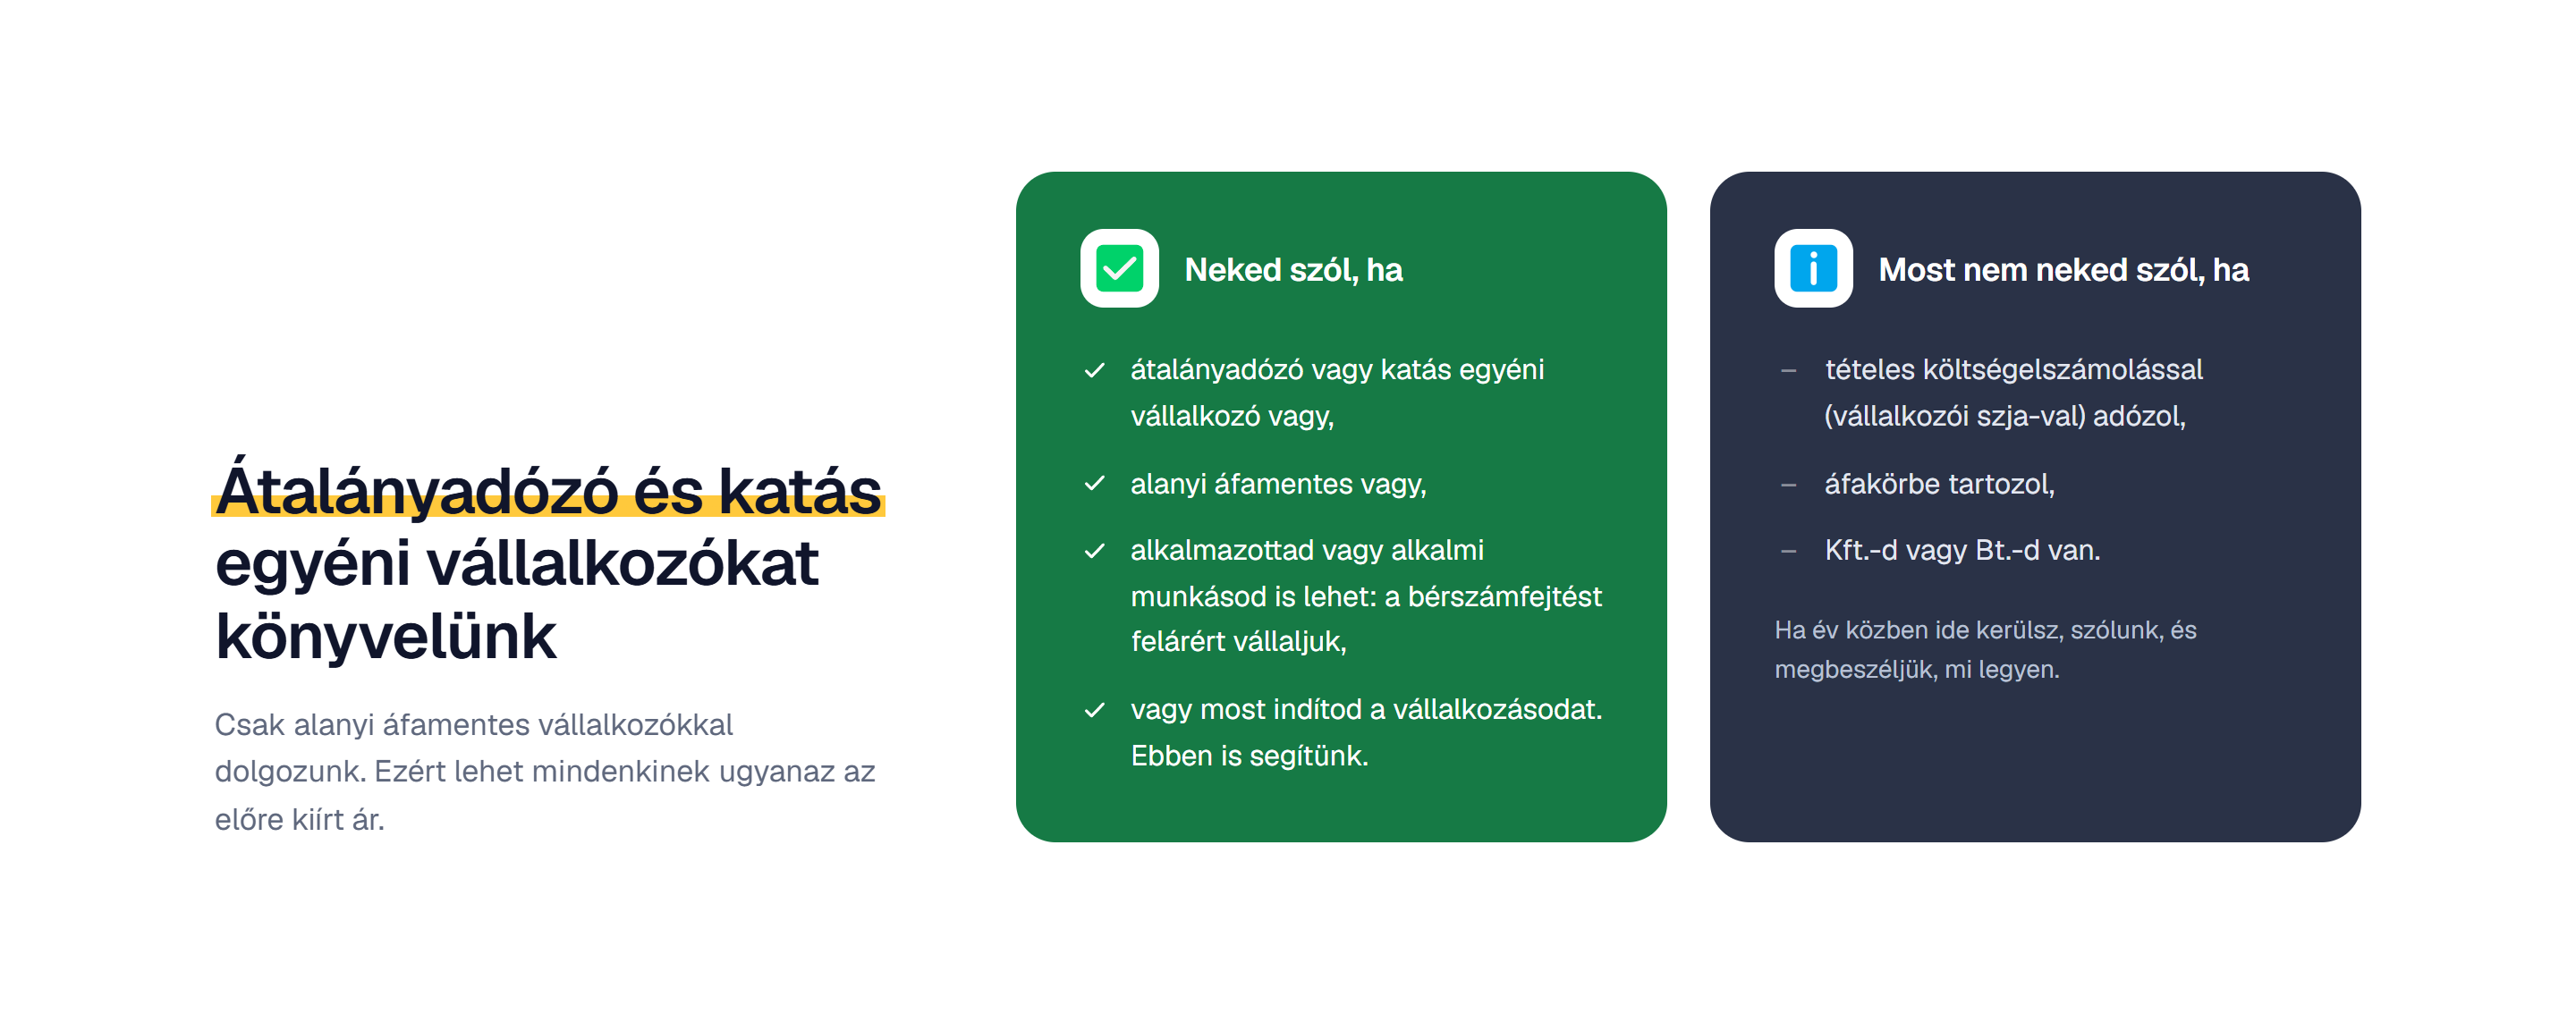 Átalányadózó és katás
egyéni vállalkozókat
könyvelünk
Csak alanyi áfamentes vállalkozókkal
dolgozunk. Ezért lehet mindenkinek ugyanaz az
előre kiírt ár.
Neked szól, ha
átalányadózó vagy katás egyéni
vállalkozó vagy,
alanyi áfamentes vagy,
alkalmazottad vagy alkalmi
munkásod is lehet: a bérszámfejtést
felárért vállaljuk,
vagy most indítod a vállalkozásodat.
Ebben is segítünk.
Most nem neked szól, ha
tételes költségelszámolással
(vállalkozói szja-val) adózol,
áfakörbe tartozol,
Kft.-d vagy Bt.-d van.
Ha év közben ide kerülsz, szólunk, és
megbeszéljük, mi legyen.